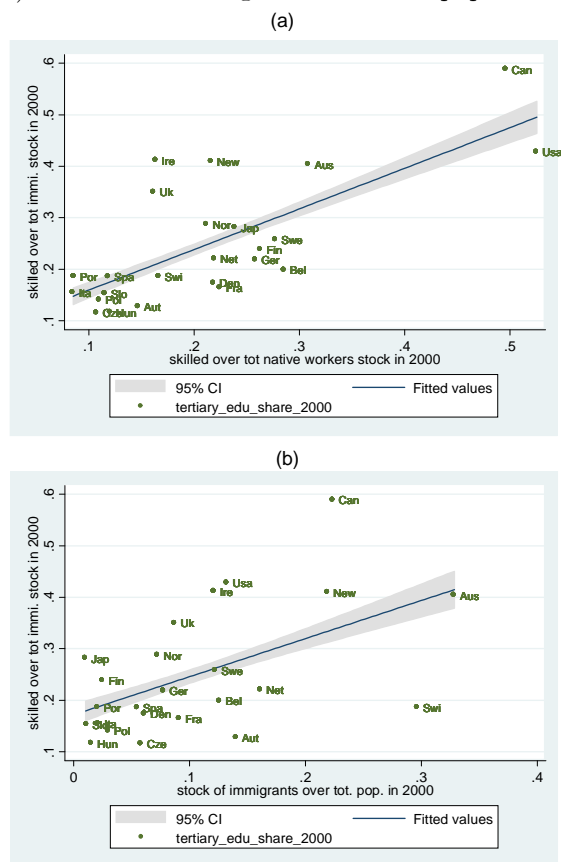 (a)
skilled over tot immi. stock in 2000
.6
.5
.4
.3
.2
.1
Can
Usa
Ire
New
Aus
Uk
Nor
Jap
Swe
Fin
Net
Ger
Bel
Por
Spa
Swi
Den
Fra
Ita
Slo
Pol
Aut
Cze
Hun
.1 .2 .3 .4 .5
skilled over tot native workers stock in 2000
95% CI Fitted values
tertiary_edu_share_2000
(b)
skilled over tot immi. stock in 2000
.6
.5
.4
.3
.2
.1
Can
Usa
Ire
New
Aus
Uk
Jap
Nor
Swe
Fin
Ger
Net
Bel
Por
Spa
Swi
Den
Fra
Slo
Ita
Pol
Aut
Hun
Cze
0 .1 .2 .3 .4
stock of immigrants over tot. pop. in 2000
95% CI Fitted values
tertiary_edu_share_2000